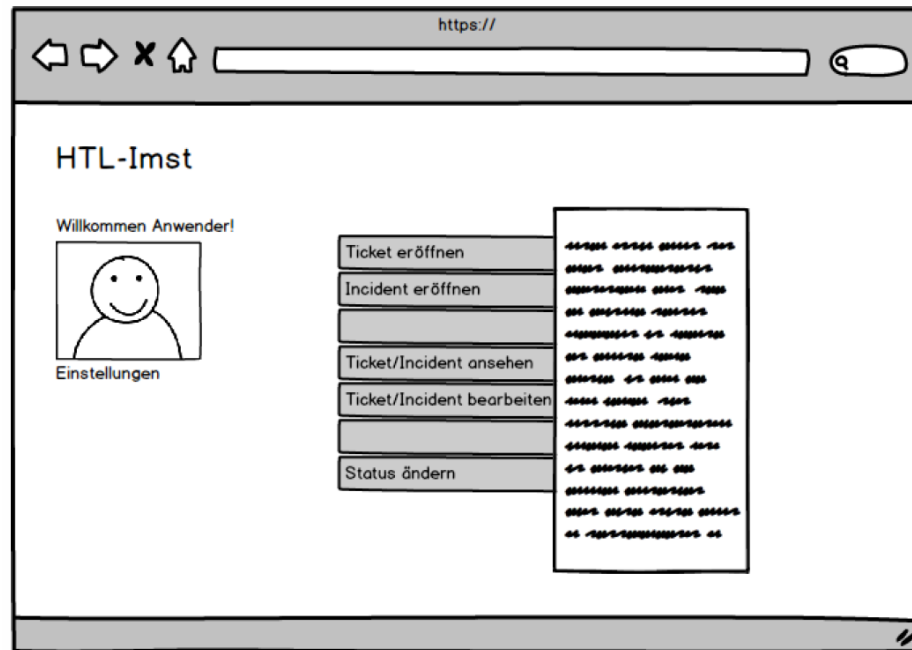 https://
HTL-Imst
Willkommen Anwender!
Einstellungen
Ticket eröffnen
Incident eröffnen
Ticket/Incident ansehen
Ticket/Incident bearbeiten
Status ändern